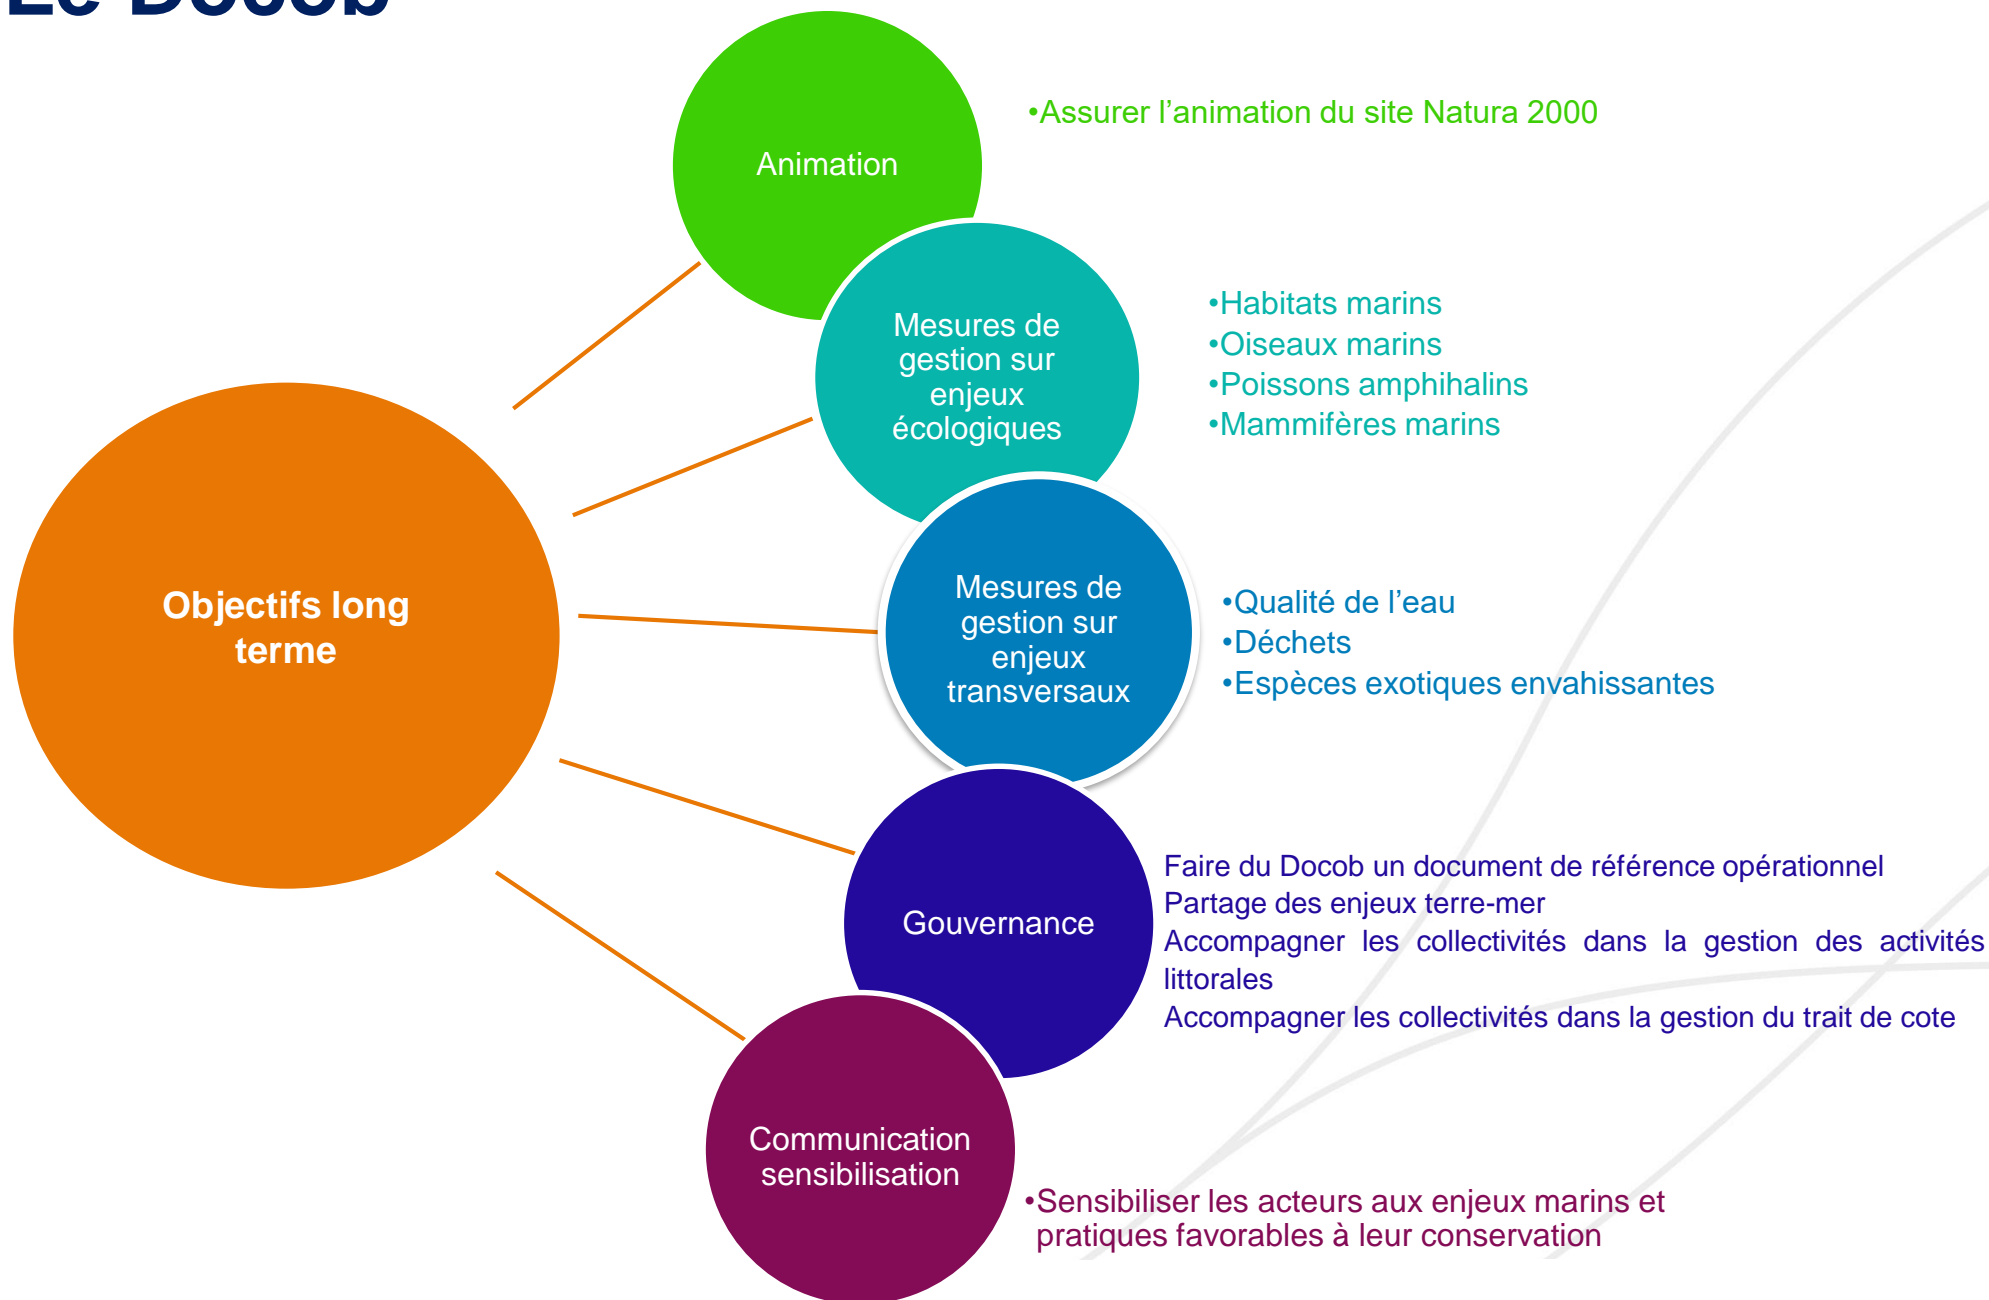 Le Docob
Animation
•Assurer l’animation du site Natura 2000
Mesures de
gestion sur
enjeux
écologiques
•Habitats marins
•Oiseaux marins
•Poissons amphihalins
•Mammifères marins
Objectifs long
terme
Mesures de
gestion sur
enjeux
transversaux
•Qualité de l’eau
•Déchets
•Espèces exotiques envahissantes
Gouvernance
Faire du Docob un document de référence opérationnel
Partage des enjeux terre-mer
Accompagner les collectivités dans la gestion des activités
littorales
Accompagner les collectivités dans la gestion du trait de cote
Communication
sensibilisation
•Sensibiliser les acteurs aux enjeux marins et
pratiques favorables à leur conservation